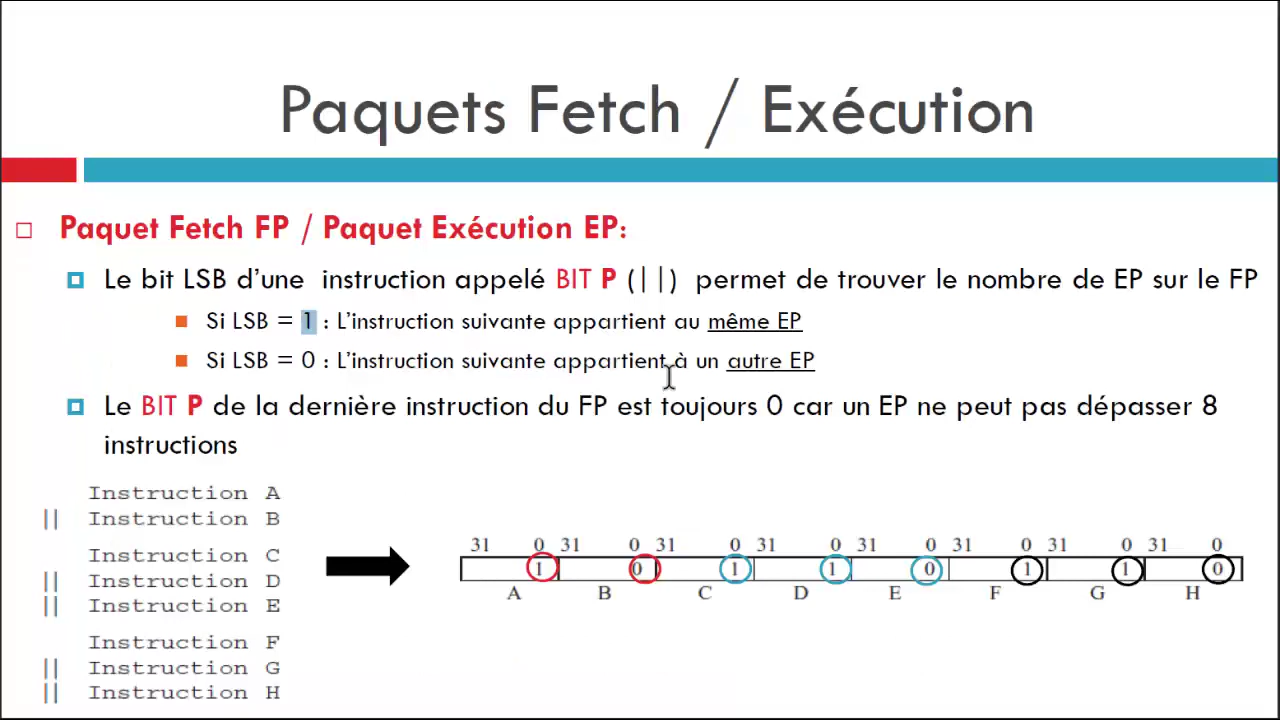 Paquets Fetch / Exécution
Paquet Fetch FP / Paquet Exécution EP:
Le bit LSB d'une instruction appelé BIT P (||) permet de trouver le nombre de EP sur le FP
Si LSB = 1 : L'instruction suivante appartient au même EP
Si LSB = 0 : L'instruction suivante appartient à un autre EP
Le BIT P de la dernière instruction du FP est toujours 0 car un EP ne peut pas dépasser 8
instructions
Instruction A
|| Instruction B
Instruction C
|| Instruction D
|| Instruction E
Instruction F
|| Instruction G
|| Instruction H
31 0 31 0 31 0 31 0 31 0 31 0 31 0 31 0
1 0 1 1 0 1 1 0
A B C D E F G H